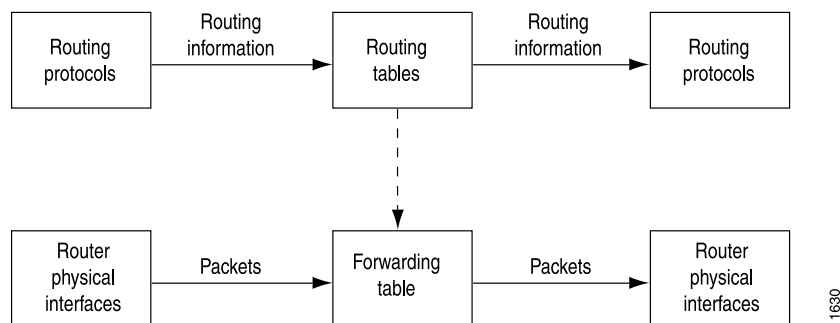 Routing
protocols
Routing
information
Routing
tables
Routing
information
Routing
protocols
Router
physical
interfaces
Packets
Forwarding
table
Packets
Router
physical
interfaces
1630